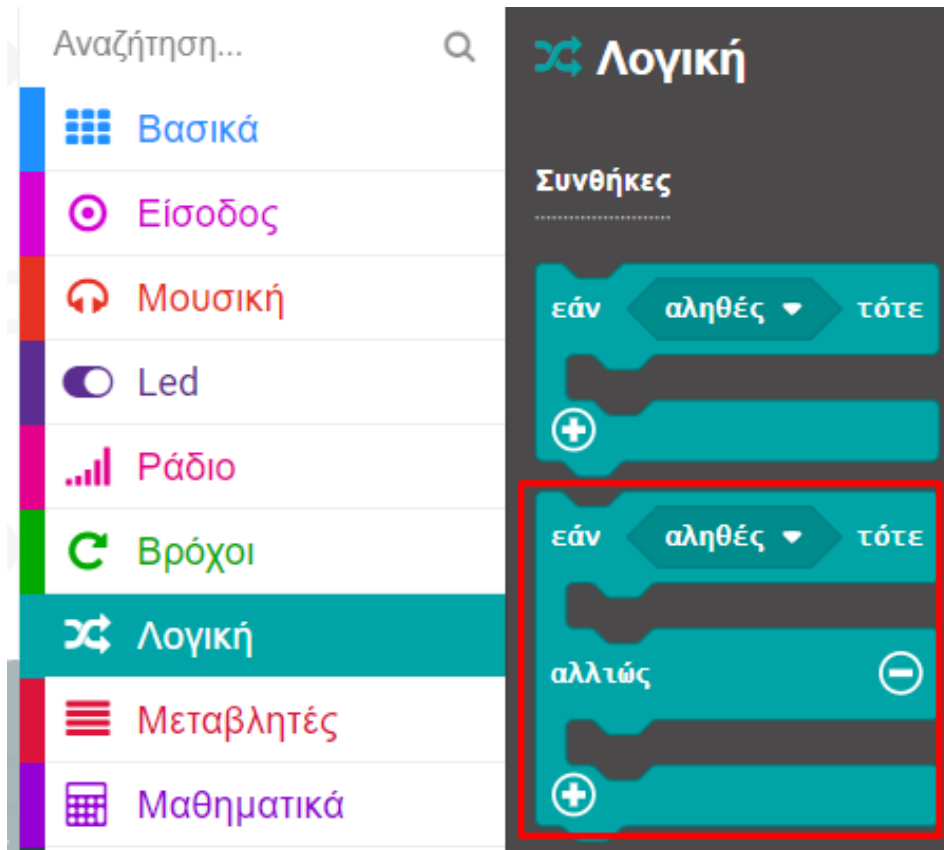 Αναζήτηση...
Βασικά
Είσοδος
Μουσική
Led
Ράδιο
Βρόχοι
Λογική
Μεταβλητές
Μαθηματικά
Λογική
Συνθήκες
εάν αληθές τότε
εάν αληθές τότε
αλλιώς